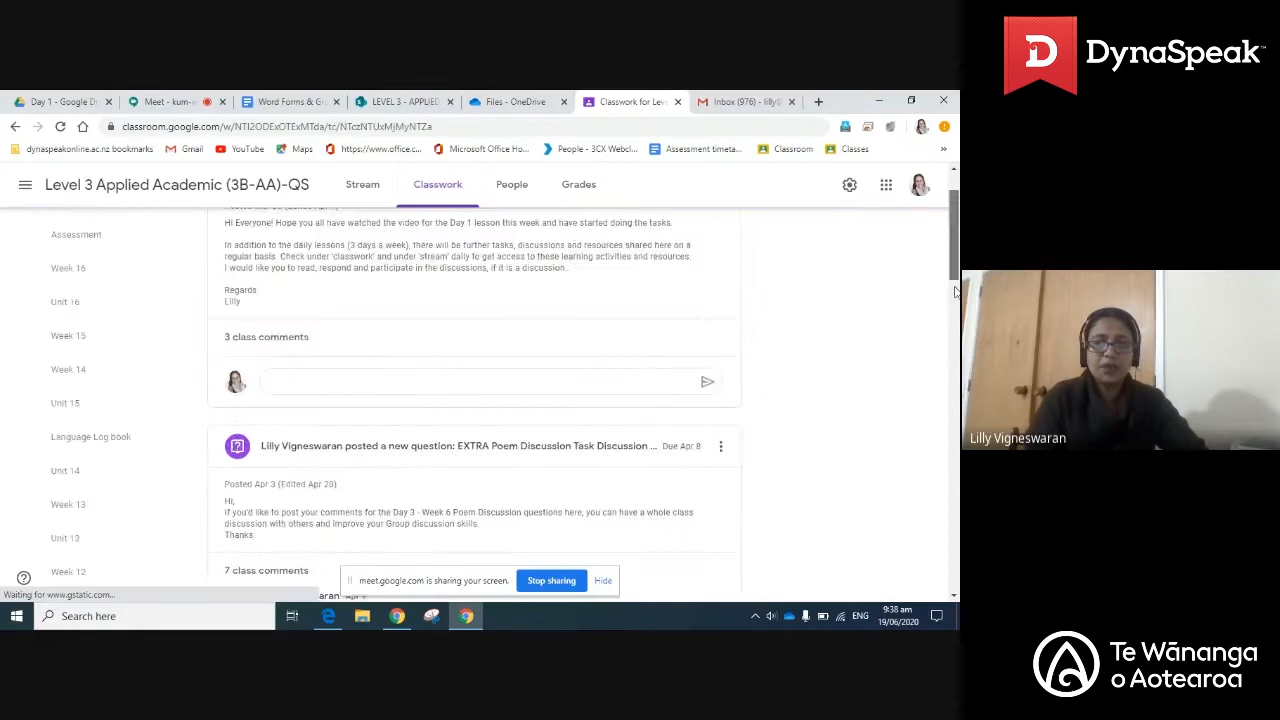 DynaSpeak™
Day 1 - Google D
Meet - kum-w
Word Forms & G
LEVEL 3 - APPLIED
Files - OneDrive
Classwork for Leve
Inbox (976) - lilly@
classroom.google.com/w/NTI2ODExOTExMTda/tc/NTczNTUxMjMyNTZa
dynaspeakonline.ac.nz bookmarks
Gmail
YouTube
Maps
https://www.office.c...
Microsoft Office Ho...
People - 3CX Webcl...
Assessment timeta...
Classroom
Classes
Level 3 Applied Academic (3B-AA)-QS
Stream
Classwork
People
Grades
Assessment
Week 16
Unit 16
Week 15
Week 14
Unit 15
Language Log book
Unit 14
Week 13
Unit 13
Week 12
Hi Everyone! Hope you all have watched the video for the Day 1 lesson this week and have started doing the tasks.
In addition to the daily lessons (3 days a week), there will be further tasks, discussions and resources shared here on a
regular basis. Check under 'classwork' and under 'stream' daily to get access to these learning activities and resources.
I would like you to read, respond and participate in the discussions, if it is a discussion.
Regards
Lilly
3 class comments
Lilly Vigneswaran posted a new question: EXTRA Poem Discussion Task Discussion ...
Due Apr 8
Posted Apr 3 (Edited Apr 20)
Hi,
If you'd like to post your comments for the Day 3 - Week 6 Poem Discussion questions here, you can have a whole class
discussion with others and improve your Group discussion skills.
Thanks.
7 class comments
meet.google.com is sharing your screen.
Stop sharing
Hide
Waiting for www.gstatic.com...
Search here
ENG
9:38 am
19/06/2020
Lilly Vigneswaran
Te Wānanga
o Aotearoa